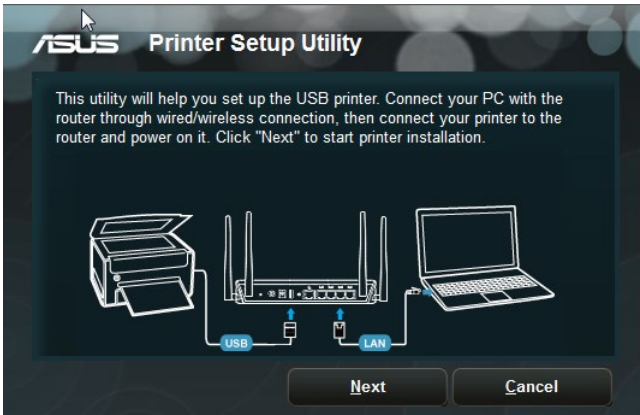 ASUS Printer Setup Utility
This utility will help you set up the USB printer. Connect your PC with the
router through wired/wireless connection, then connect your printer to the
router and power on it. Click "Next" to start printer installation.
USB
LAN
Next
Cancel